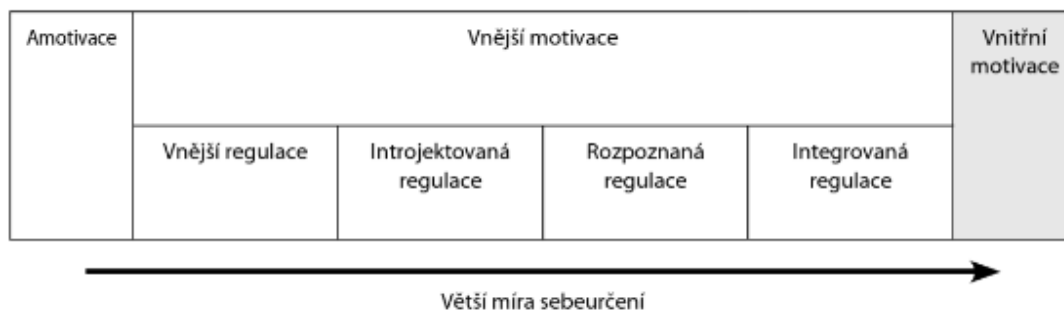 Amotivace
Vnější motivace
Vnitřní
motivace
Vnější regulace
Introjektovaná
regulace
Rozpoznaná
regulace
Integrovaná
regulace
Větší míra sebeurčení